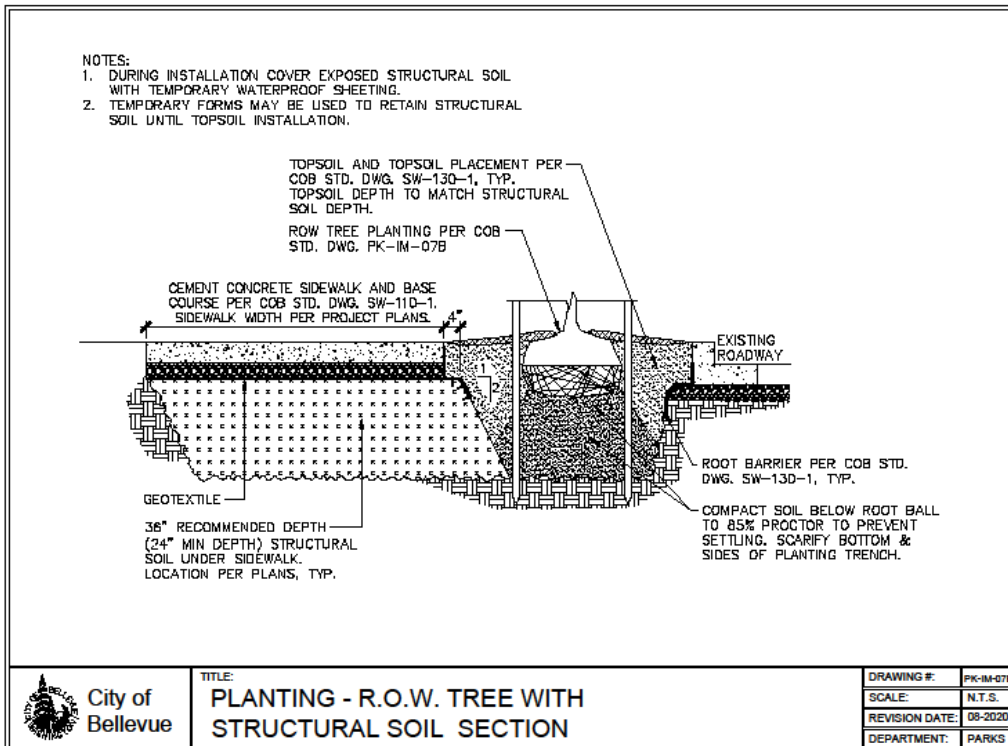 NOTES:
1. DURING INSTALLATION COVER EXPOSED STRUCTURAL SOIL
WITH TEMPORARY WATERPROOF SHEETING.
2. TEMPORARY FORMS MAY BE USED TO RETAIN STRUCTURAL
SOIL UNTIL TOPSOIL INSTALLATION.
TOPSOIL AND TOPSOIL PLACEMENT PER
COB STD. DWG. SW-130-1, TYP.
TOPSOIL DEPTH TO MATCH STRUCTURAL
SOIL DEPTH.
ROW TREE PLANTING PER COB
STD. DWG. PK-IM-07B
CEMENT CONCRETE SIDEWALK AND BASE
COURSE PER COB STD. DWG. SW-110-1.
SIDEWALK WIDTH PER PROJECT PLANS.
4"
EXISTING
ROADWAY
1
2
ROOT BARRIER PER COB STD.
DWG. SW-130-1, TYP.
GEOTEXTILE
COMPACT SOIL BELOW ROOT BALL
TO 85% PROCTOR TO PREVENT
SETTLING. SCARIFY BOTTOM &
SIDES OF PLANTING TRENCH.
36" RECOMMENDED DEPTH
(24" MIN DEPTH) STRUCTURAL
SOIL UNDER SIDEWALK.
LOCATION PER PLANS, TYP.
City of
Bellevue
TITLE:
PLANTING - R.O.W. TREE WITH
STRUCTURAL SOIL SECTION
DRAWING #:
SCALE: N.T.S.
REVISION DATE: 08-2020
DEPARTMENT: PARKS